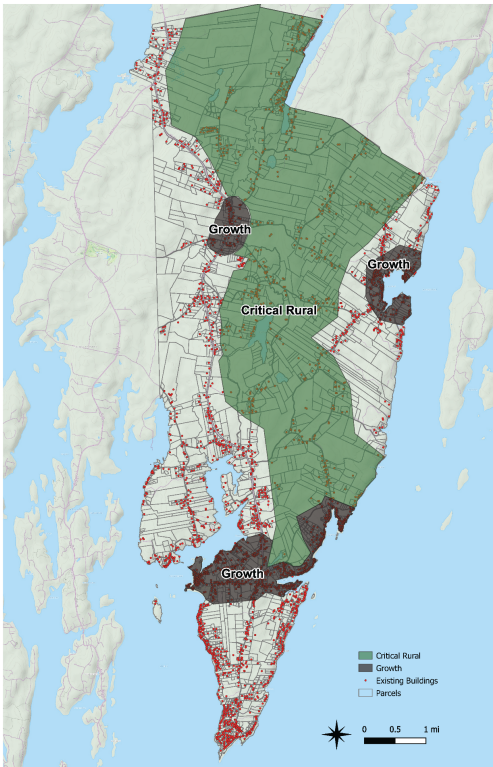 Growth
Growth
Critical Rural
Growth
Critical Rural
Growth
Existing Buildings
Parcels
0 0.5 1 mi